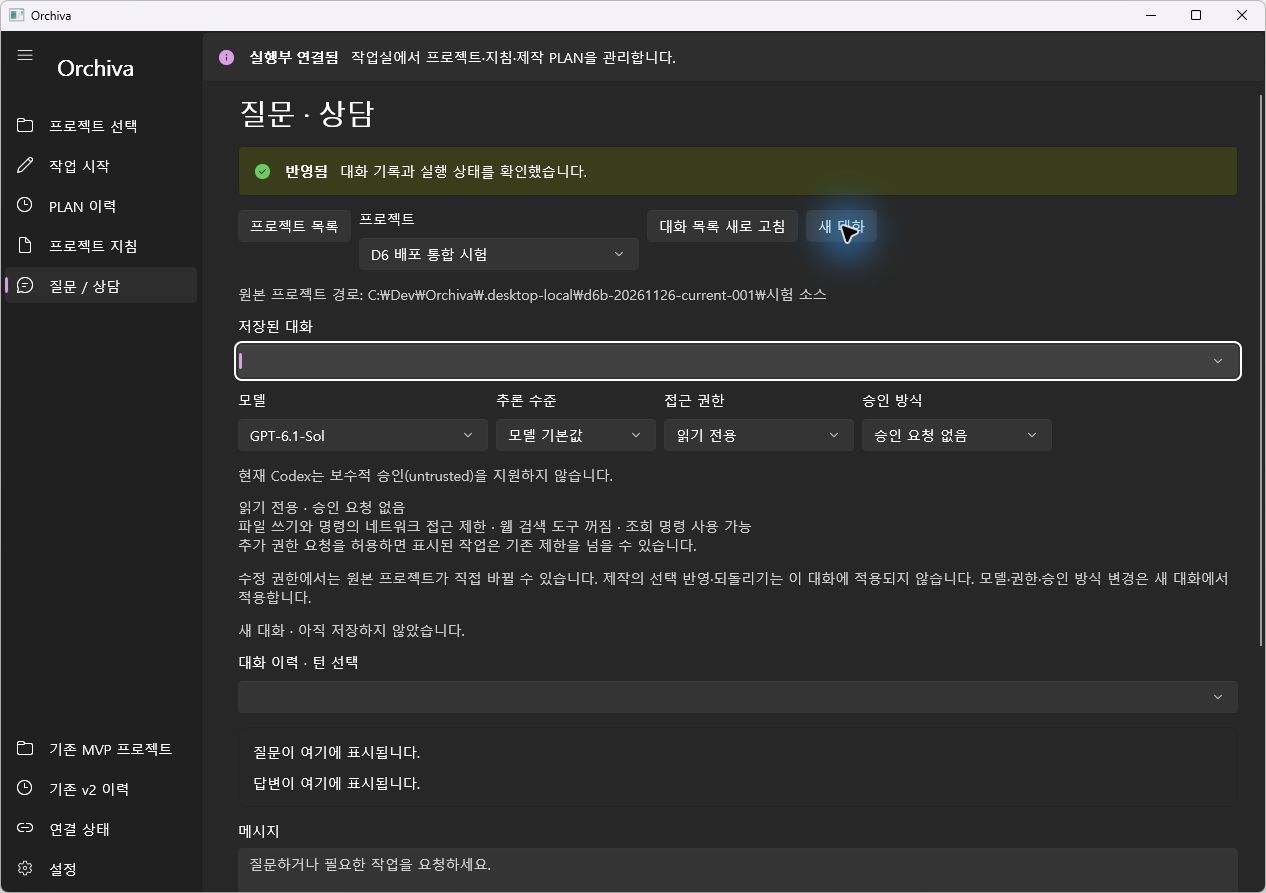 Orchiva
Orchiva
실행부 연결됨 작업실에서 프로젝트·지침·제작 PLAN을 관리합니다.
프로젝트 선택
작업 시작
PLAN 이력
프로젝트 지침
질문 / 상담
기존 MVP 프로젝트
기존 v2 이력
연결 상태
설정
질문 · 상담
반영됨 대화 기록과 실행 상태를 확인했습니다.
프로젝트 목록
프로젝트
D6 배포 통합 시험
대화 목록 새로 고침
새 대화
원본 프로젝트 경로: C:₩Dev₩Orchiva₩.desktop-local₩d6b-20261126-current-001₩시험 소스
저장된 대화
모델 추론 수준 접근 권한 승인 방식
GPT-6.1-Sol 모델 기본값 읽기 전용 승인 요청 없음
현재 Codex는 보수적 승인(untrusted)을 지원하지 않습니다.
읽기 전용 · 승인 요청 없음
파일 쓰기와 명령의 네트워크 접근 제한 · 웹 검색 도구 꺼짐 · 조회 명령 사용 가능
추가 권한 요청을 허용하면 표시된 작업은 기존 제한을 넘을 수 있습니다.
수정 권한에서는 원본 프로젝트가 직접 바뀔 수 있습니다. 제작의 선택 반영·되돌리기는 이 대화에 적용되지 않습니다. 모델·권한·승인 방식 변경은 새 대화에서
적용합니다.
새 대화 · 아직 저장하지 않았습니다.
대화 이력 · 턴 선택
질문이 여기에 표시됩니다.
답변이 여기에 표시됩니다.
메시지
질문하거나 필요한 작업을 요청하세요.